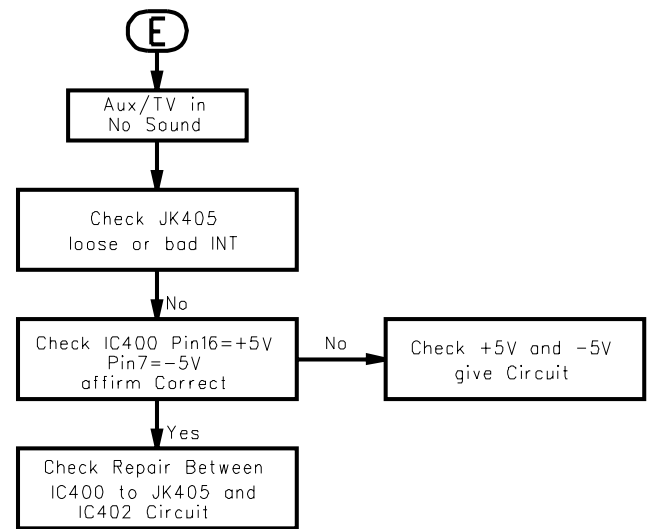 E
Aux/TV in
No Sound
Check JK405
loose or bad INT
No
Check IC400 Pin16=+5V
Pin7=-5V
affirm Correct
No
Check +5V and -5V
give Circuit
Yes
Check Repair Between
IC400 to JK405 and
IC402 Circuit